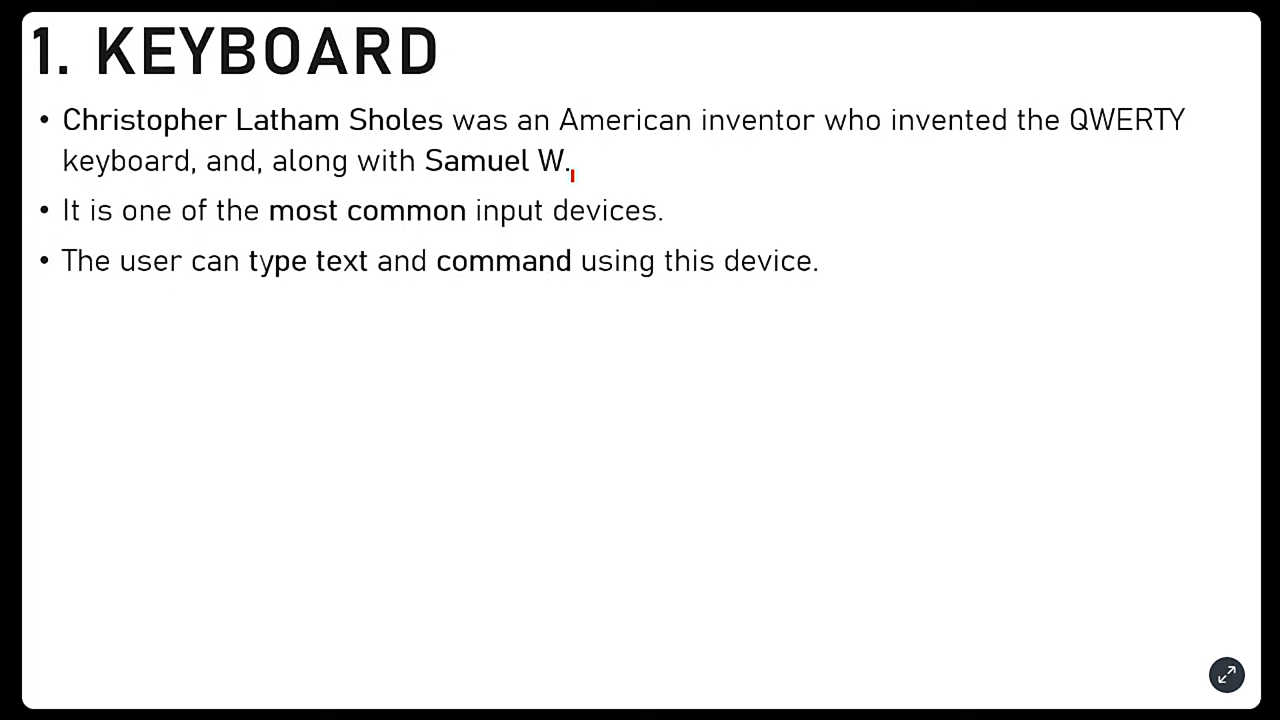 1. KEYBOARD
• Christopher Latham Sholes was an American inventor who invented the QWERTY
keyboard, and, along with Samuel W.
• It is one of the most common input devices.
• The user can type text and command using this device.